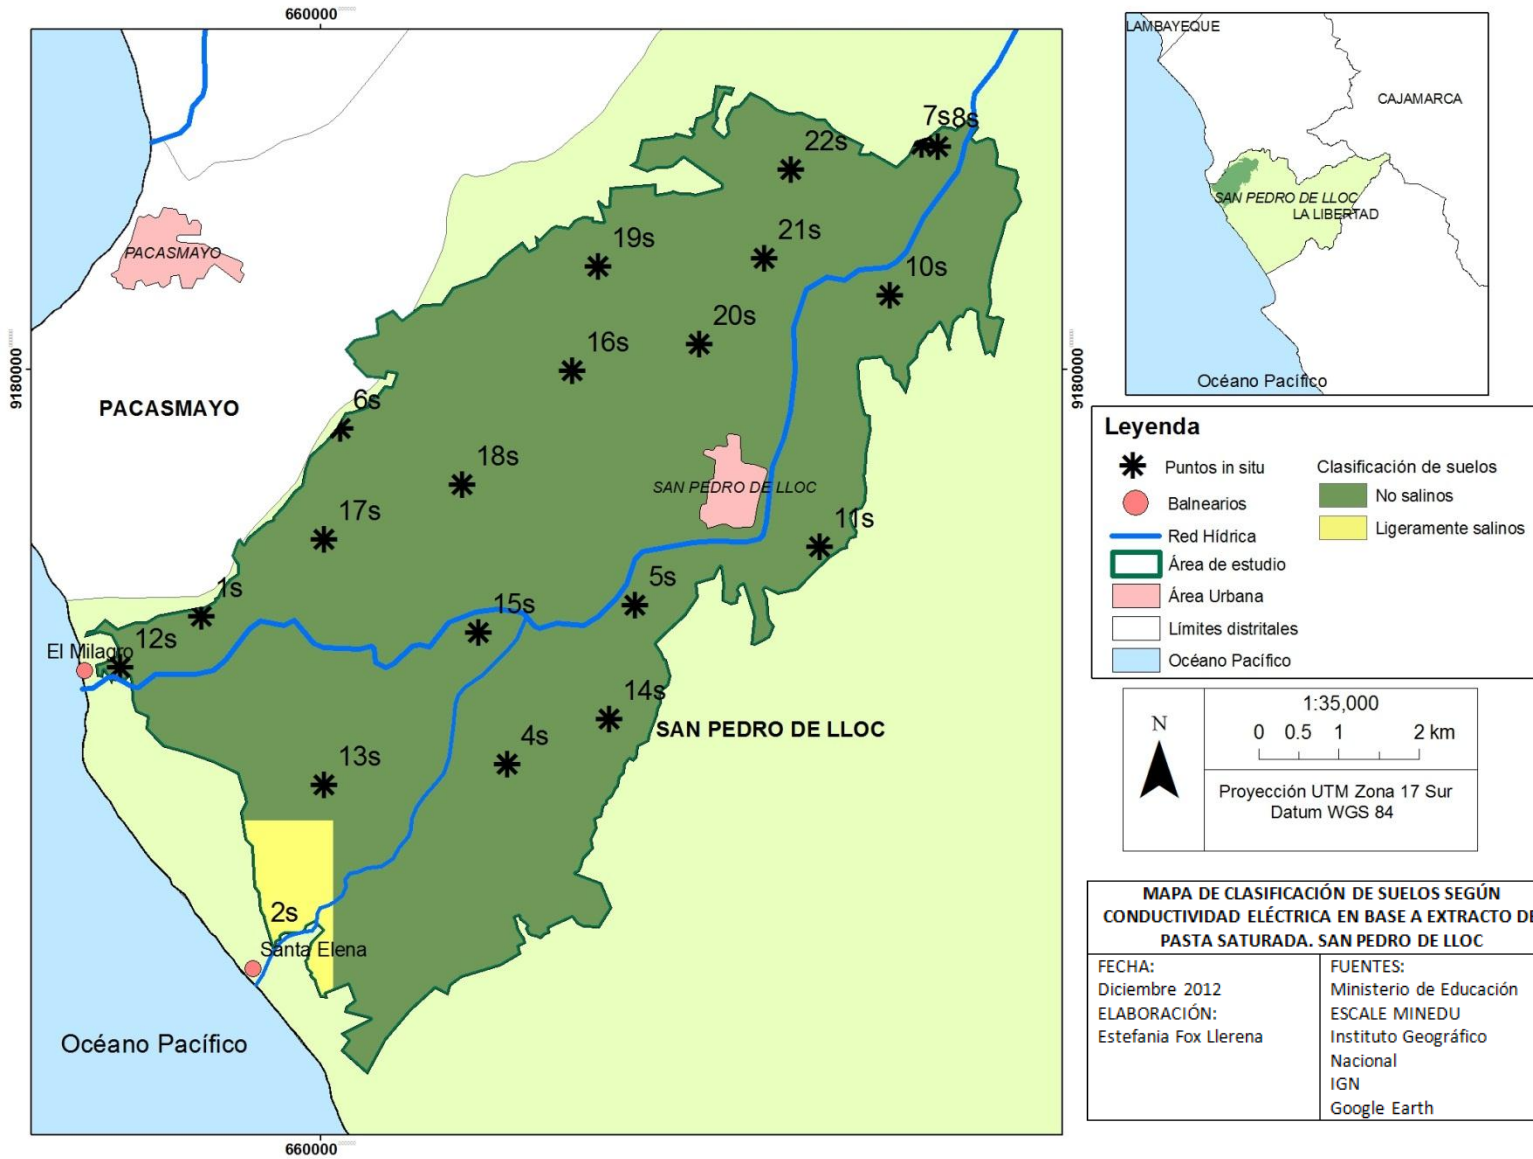 660000
LAMBAYEQUE
CAJAMARCA
SAN PEDRO DE LLOC
LA LIBERTAD
Océano Pacífico
7s
8s
22s
21s
19s
10s
20s
16s
PACASMAYO
9180000
9180000
PACASMAYO
6s
18s
SAN PEDRO DE LLOC
17s
11s
5s
15s
1s
12s
El Milagro
14s
SAN PEDRO DE LLOC
4s
13s
2s
Santa Elena
Océano Pacífico
660000
Leyenda
Puntos in situ
Balnearios
Red Hídrica
Área de estudio
Área Urbana
Límites distritales
Océano Pacífico
Clasificación de suelos
No salinos
Ligeramente salinos
N
1:35,000
0 0.5 1 2 km
Proyección UTM Zona 17 Sur
Datum WGS 84
MAPA DE CLASIFICACIÓN DE SUELOS SEGÚN
CONDUCTIVIDAD ELÉCTRICA EN BASE A EXTRACTO DE
PASTA SATURADA. SAN PEDRO DE LLOC
FECHA:
Diciembre 2012
ELABORACIÓN:
Estefania Fox Llerena
FUENTES:
Ministerio de Educación
ESCALE MINEDU
Instituto Geográfico
Nacional
IGN
Google Earth